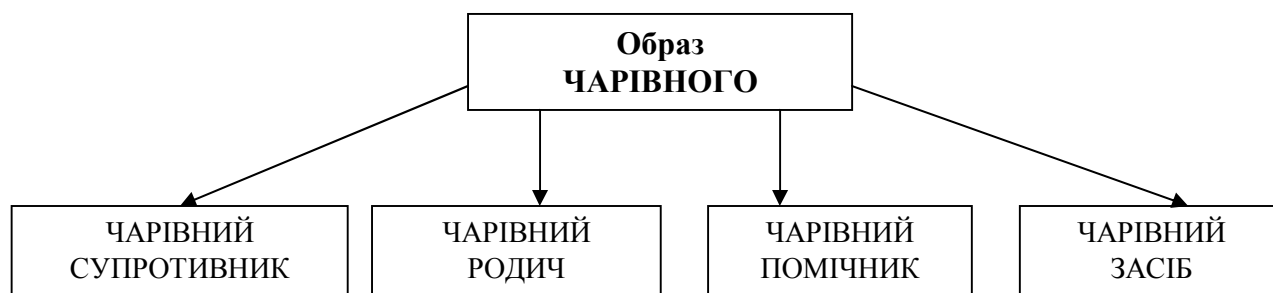 Образ
ЧАРІВНОГО
ЧАРІВНИЙ
СУПРОТИВНИК
ЧАРІВНИЙ
РОДИЧ
ЧАРІВНИЙ
ПОМІЧНИК
ЧАРІВНИЙ
ЗАСІБ